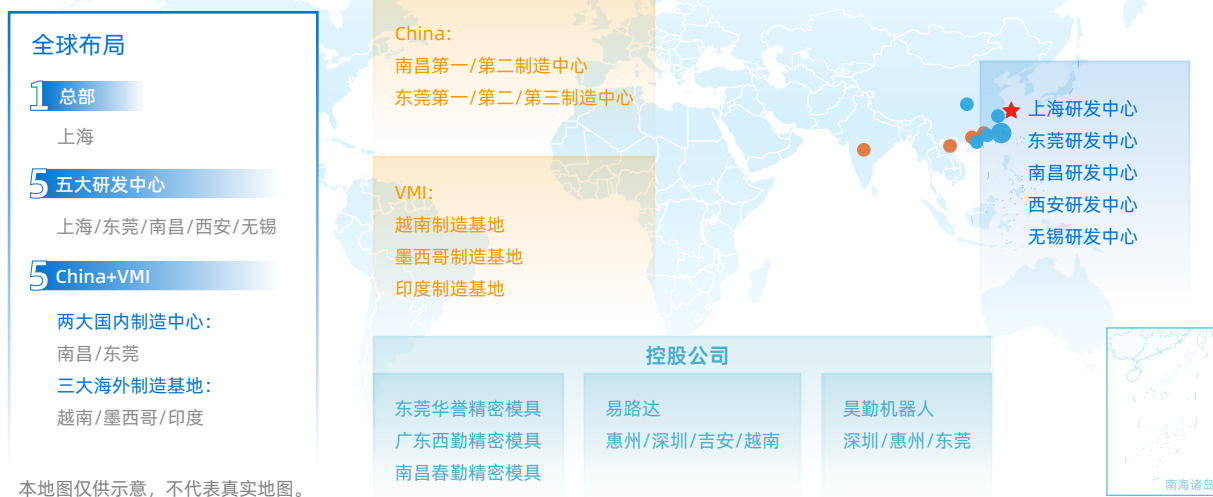 全球布局
1 总部
上海
5 五大研发中心
上海/东莞/南昌/西安/无锡
5 China+VMI
两大国内制造中心：
南昌/东莞
三大海外制造基地：
越南/墨西哥/印度
本地图仅供示意，不代表真实地图。
China:
南昌第一/第二制造中心
东莞第一/第二/第三制造中心
VMI:
越南制造基地
墨西哥制造基地
印度制造基地
上海研发中心
东莞研发中心
南昌研发中心
西安研发中心
无锡研发中心
控股公司
东莞华誉精密模具
广东西勤精密模具
南昌春勤精密模具
易路达
惠州/深圳/吉安/越南
昊勤机器人
深圳/惠州/东莞
南海诸岛